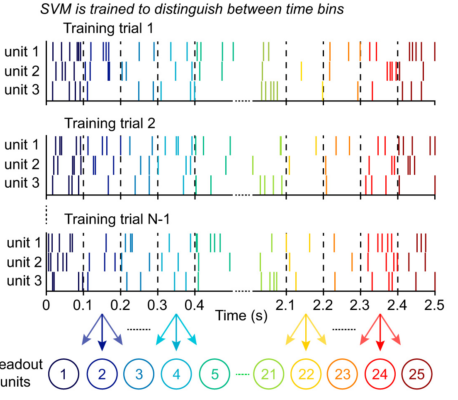 SVM is trained to distinguish between time bins
Training trial 1
unit 1
unit 2
unit 3
Training trial 2
unit 1
unit 2
unit 3
Training trial N-1
unit 1
unit 2
unit 3
0 0.1 0.2 0.3 0.4 Time (s) 2.1 2.2 2.3 2.4 2.5
eadout
units
1 2 3 4 5 21 22 23 24 25